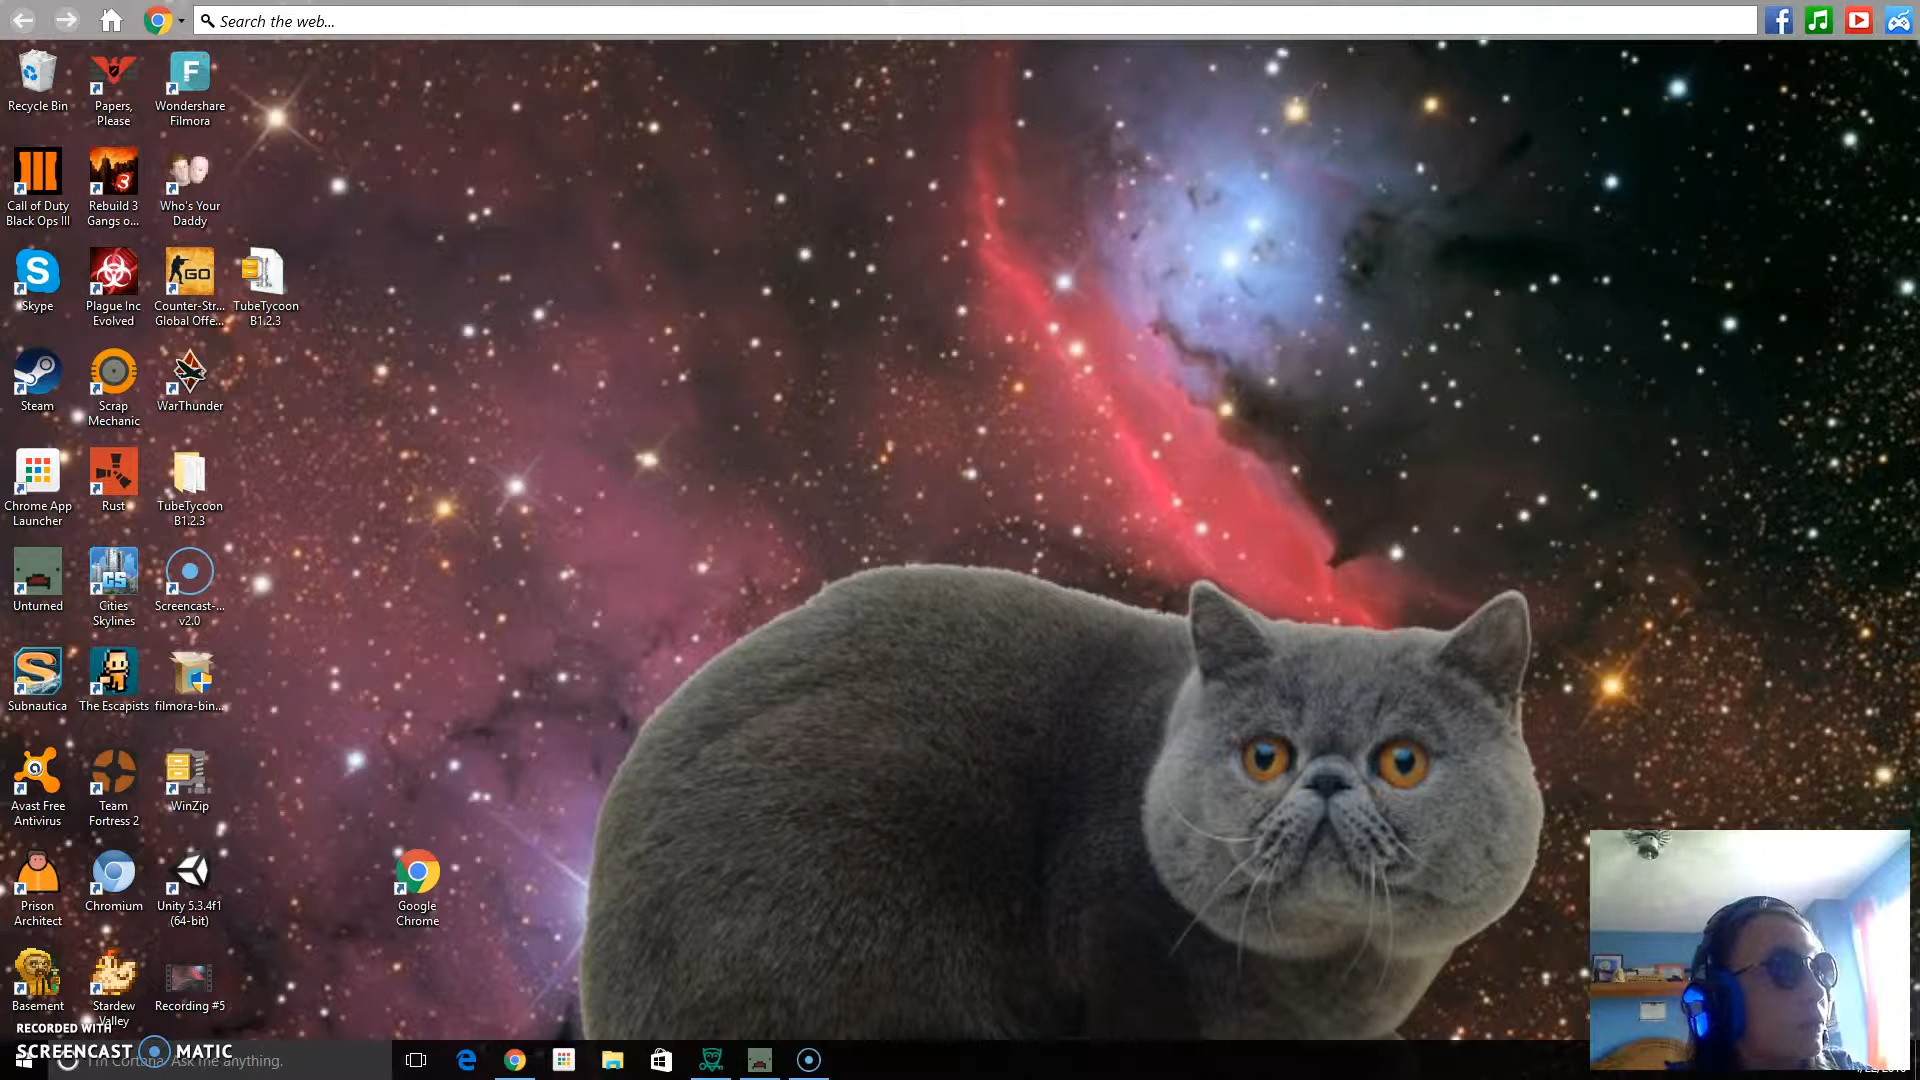 Search the web...
Recycle Bin
Papers,
Please
Wondershare
Filmora
Call of Duty
Black Ops III
Rebuild 3
Gangs o...
Who's Your
Daddy
Skype
Plague Inc
Evolved
Counter-Str...
Global Offe...
TubeTycoon
B1.2.3
Steam
Scrap
Mechanic
WarThunder
Chrome App
Launcher
Rust
TubeTycoon
B1.2.3
Unturned
Cities
Skylines
Screencast-...
v2.0
Subnautica
The Escapists
filmora-bin...
Avast Free
Antivirus
Team
Fortress 2
WinZip
Prison
Architect
Chromium
Unity 5.3.4f1
(64-bit)
Google
Chrome
Basement
Stardew
Valley
Recording #5
RECORDED WITH
SCREENCAST MATIC
I'm Cortana. Ask me anything.